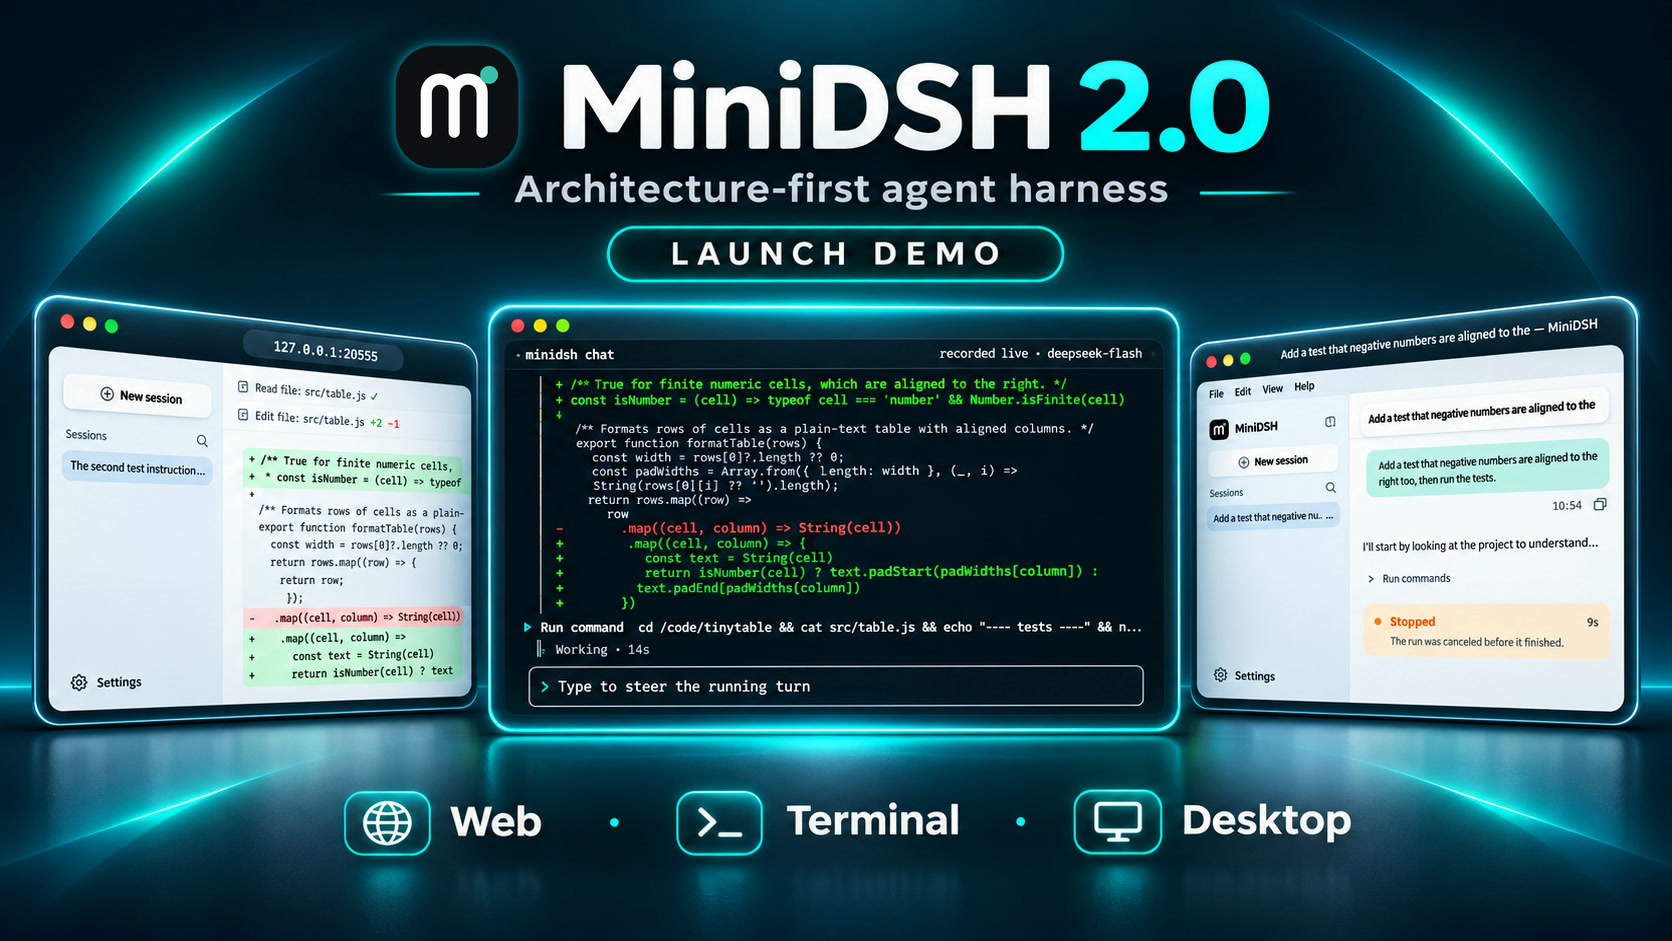 m
MiniDSH 2.0
Architecture-first agent harness
LAUNCH DEMO
127.0.0.1:20555
New session
Sessions
The second test instruction...
Settings
Read file: src/table.js ✓
Edit file: src/table.js +2 −1
+ /** True for finite numeric cells,
+ * const isNumber = (cell) => typeof
+
/** Formats rows of cells as a plain-
export function formatTable(rows) {
const width = rows[0]?.length ?? 0;
return rows.map((row) => {
return row;
});
- .map((cell, column) => String(cell))
+ .map((cell, column) =>
+ const text = String(cell)
+ return isNumber(cell) ? text
minidsh chat
recorded live • deepseek-flash
+ /** True for finite numeric cells, which are aligned to the right. */
+ const isNumber = (cell) => typeof cell === 'number' && Number.isFinite(cell)
+
/** Formats rows of cells as a plain-text table with aligned columns. */
export function formatTable(rows) {
const width = rows[0]?.length ?? 0;
const padWidths = Array.from({ length: width }, (_, i) =>
String(rows[0][i] ?? '').length);
return rows.map((row) =>
row
- .map((cell, column) => String(cell))
+ .map((cell, column) => {
+ const text = String(cell)
+ return isNumber(cell) ? text.padStart(padWidths[column]) :
+ text.padEnd[padWidths[column])
+ })
Run command cd /code/tinytable && cat src/table.js && echo "---- tests ----" && n...
Working • 14s
> Type to steer the running turn
Add a test that negative numbers are aligned to the — MiniDSH
File Edit View Help
m MiniDSH
New session
Sessions
Add a test that negative nu.. ...
Settings
Add a test that negative numbers are aligned to the
Add a test that negative numbers are aligned to the
right too, then run the tests.
10:54
I'll start by looking at the project to understand...
> Run commands
Stopped 9s
The run was canceled before it finished.
Web • Terminal • Desktop